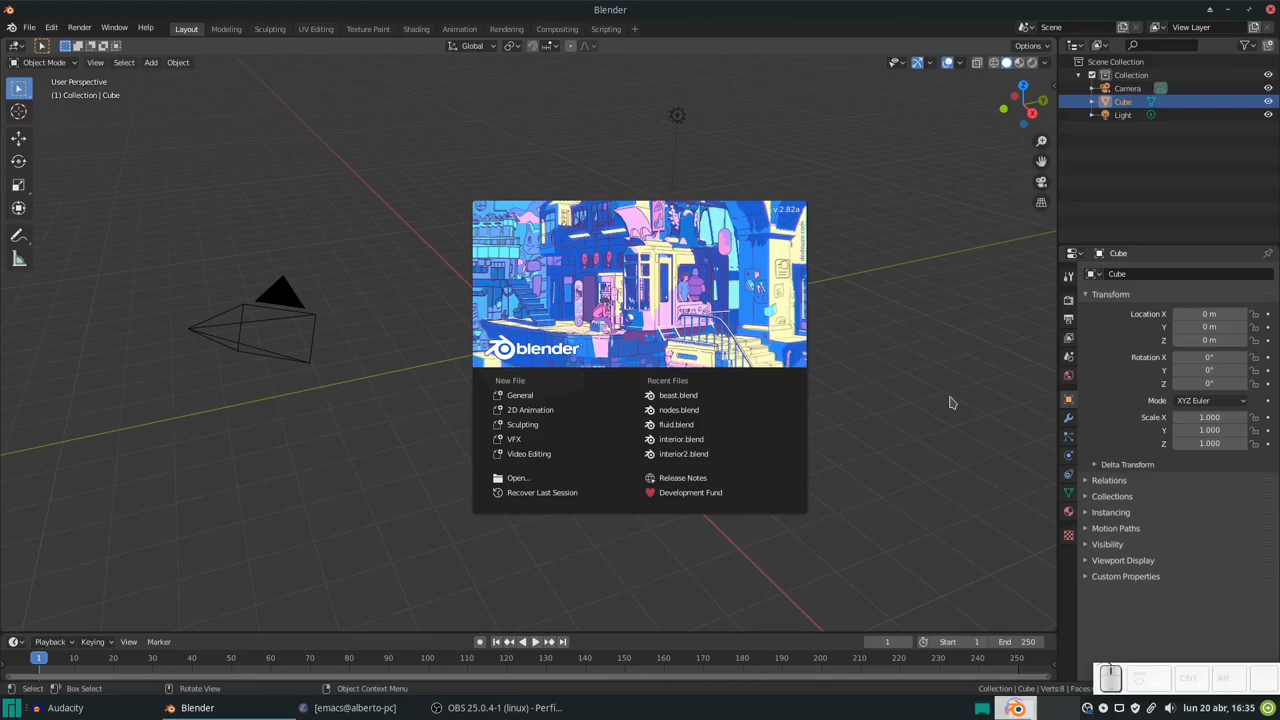 Blender
File Edit Render Window Help
Layout Modeling Sculpting UV Editing Texture Paint Shading Animation Rendering Compositing Scripting +
Scene
View Layer
Global
Options
Object Mode View Select Add Object
User Perspective
(1) Collection | Cube
X
Y
Z
v 2.82a
dedouze.com
blender
New File
General
2D Animation
Sculpting
VFX
Video Editing
Open...
Recover Last Session
Recent Files
beast.blend
nodes.blend
fluid.blend
interior.blend
interior2.blend
Release Notes
Development Fund
Scene Collection
Collection
Camera
Cube
Light
Cube
Cube
Transform
Location X 0 m
Y 0 m
Z 0 m
Rotation X 0°
Y 0°
Z 0°
Mode XYZ Euler
Scale X 1.000
Y 1.000
Z 1.000
Delta Transform
Relations
Collections
Instancing
Motion Paths
Visibility
Viewport Display
Custom Properties
Playback Keying View Marker
1
Start 1
End 250
1 10 20 30 40 50 60 70 80 90 100 110 120 130 140 150 160 170 180 190 200 210 220 230 240 250
Select Box Select Rotate View Object Context Menu
Collection | Cube | Verts:8 | Faces:
Ctrl Alt
Audacity Blender [emacs@alberto-pc] OBS 25.0.4-1 (linux) - Perfi... lun 20 abr, 16:35